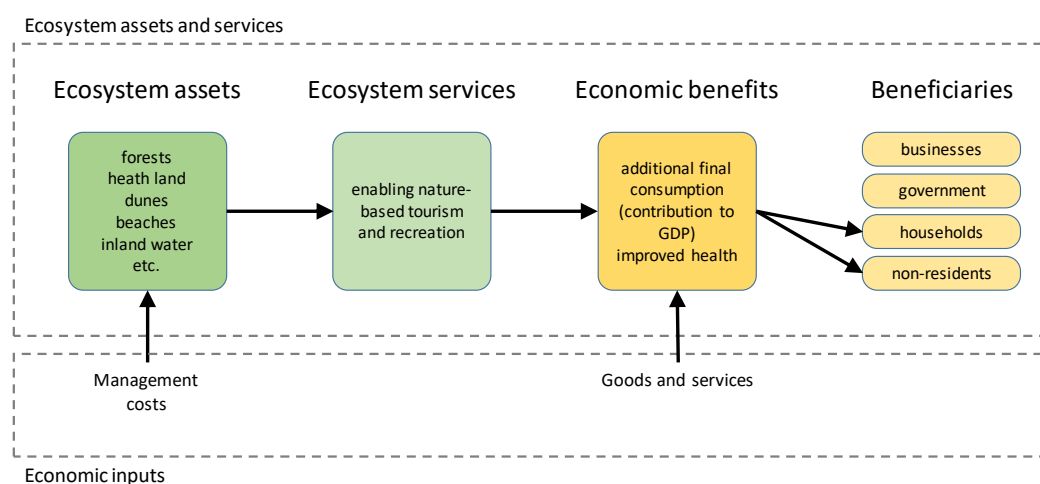 Ecosystem assets and services
Ecosystem assets
Ecosystem services
Economic benefits
Beneficiaries
forests
heath land
dunes
beaches
inland water
etc.
enabling nature-
based tourism
and recreation
additional final
consumption
(contribution to
GDP)
improved health
businesses
government
households
non-residents
Management
costs
Goods and services
Economic inputs